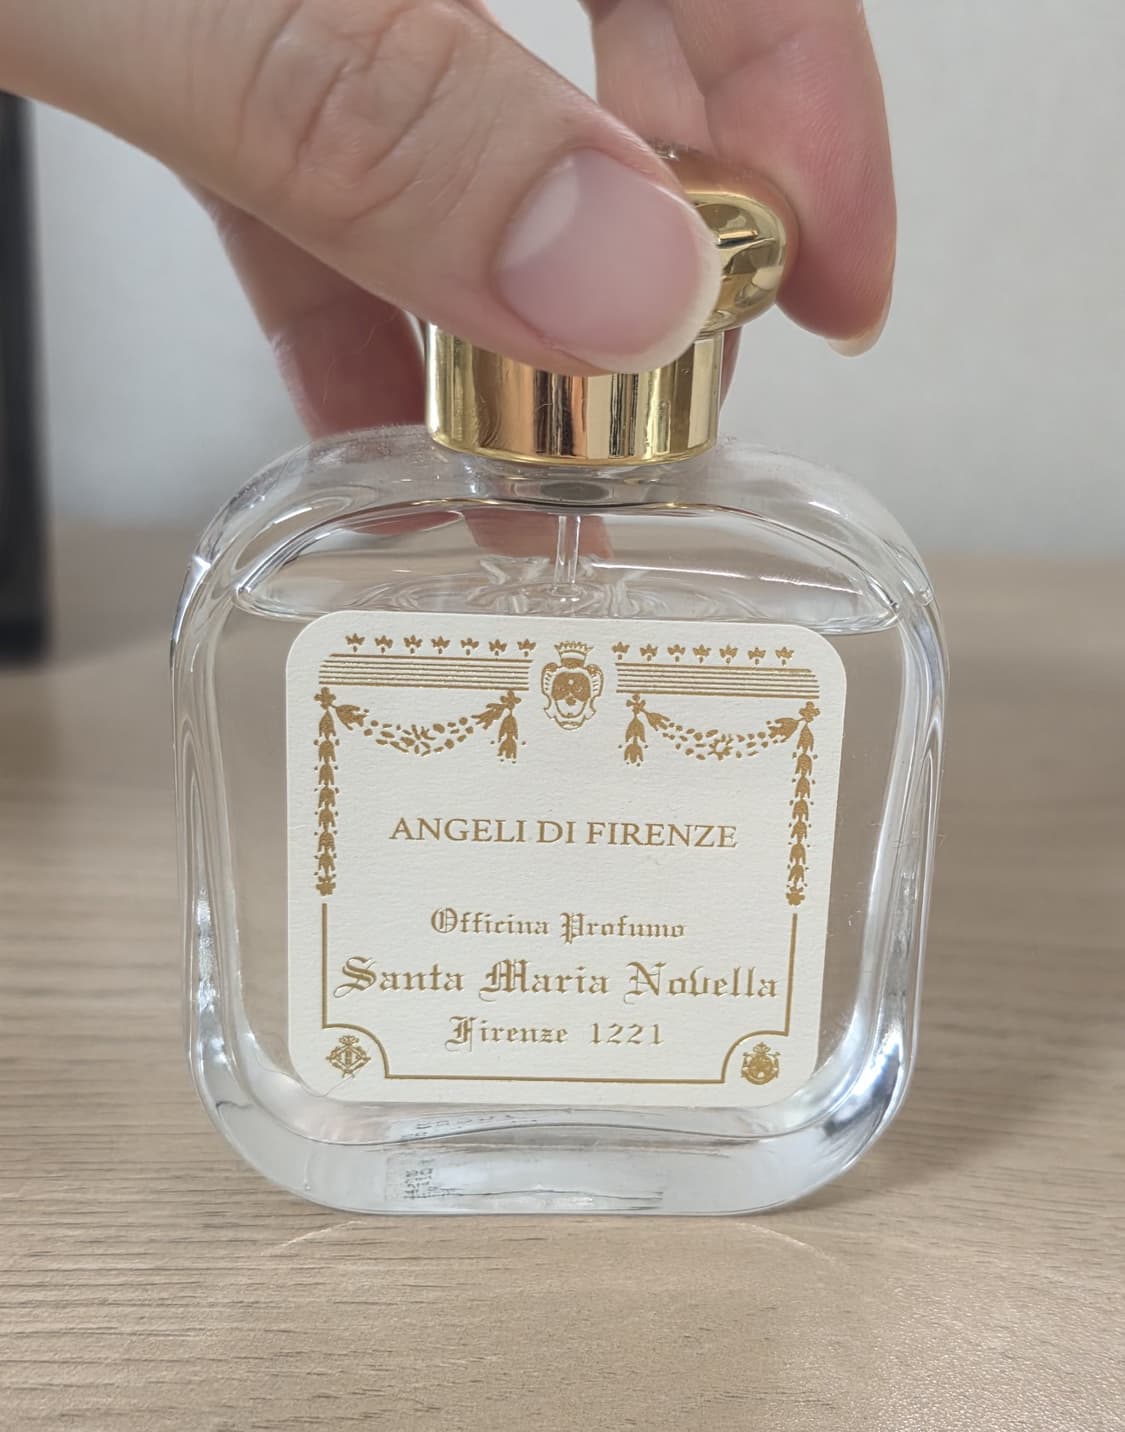 ANGELI DI FIRENZE
Officina Profumo
Santa Maria Novella
Firenze 1221